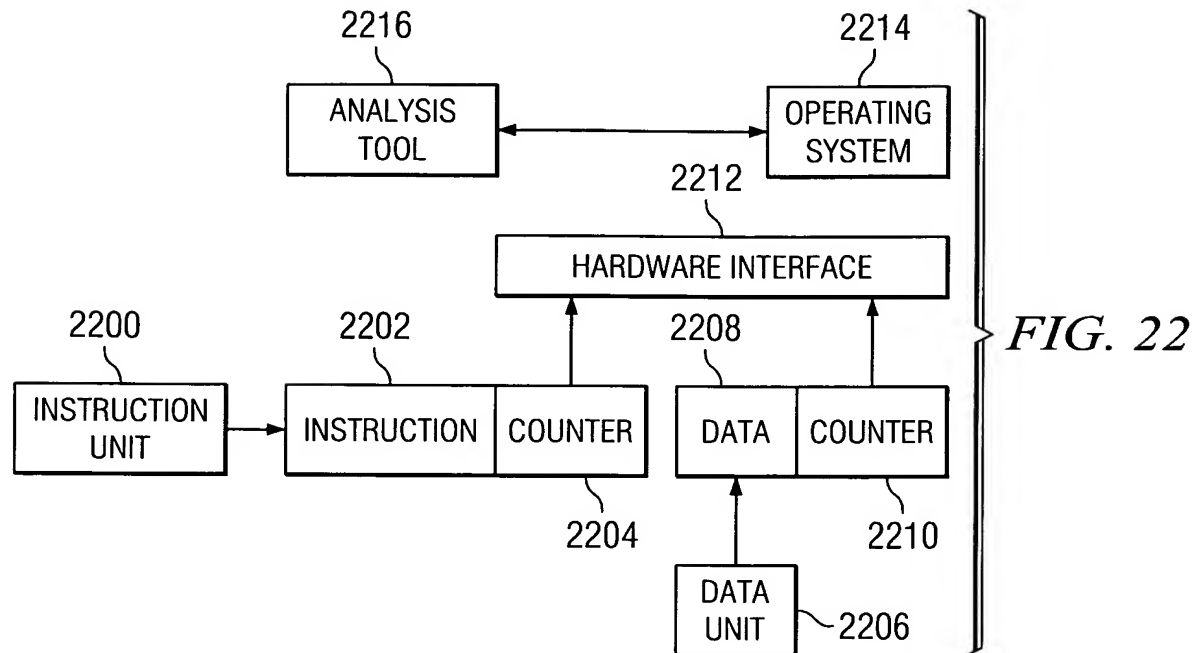 2216
2214
ANALYSIS
TOOL
OPERATING
SYSTEM
2212
HARDWARE INTERFACE
2200
2202
2208
FIG. 22
INSTRUCTION
UNIT
INSTRUCTION
COUNTER
DATA
COUNTER
2204
2210
DATA
UNIT
2206